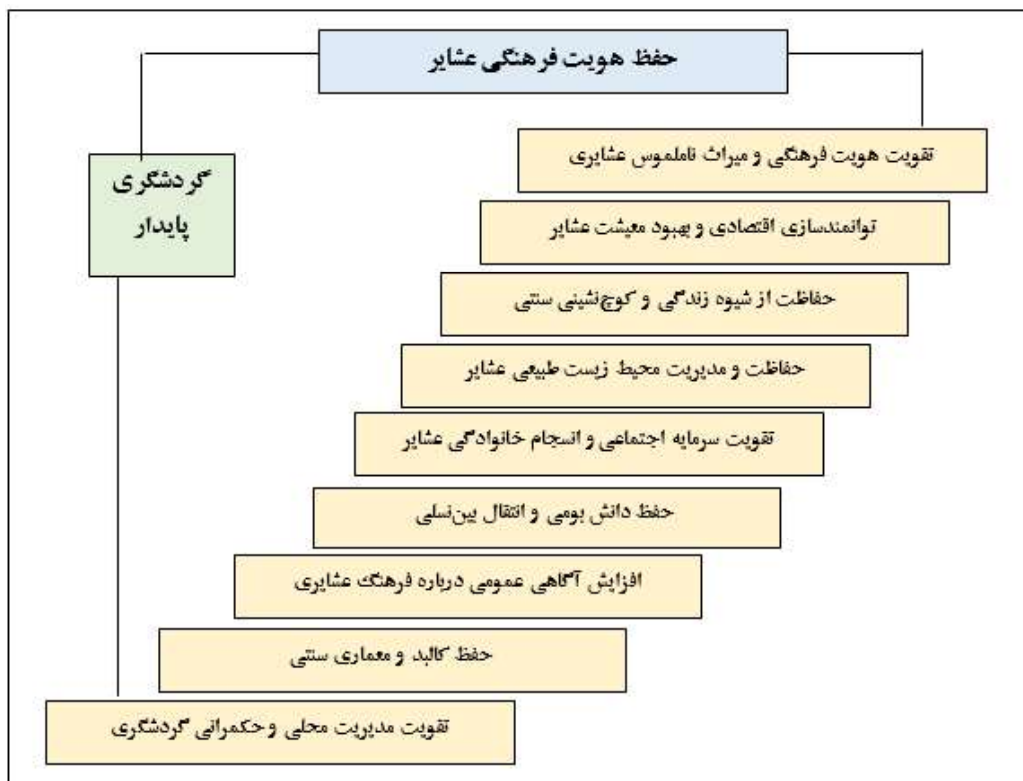 حفظ هویت فرهنگی عشایر
گردشگری
پایدار
تقویت هویت فرهنگی و میراث ناملموس عشایری
توانمندسازی اقتصادی و بهبود معیشت عشایر
حفاظت از شیوه زندگی و کوچ‌نشینی سنتی
حفاظت و مدیریت محیط زیست طبیعی عشایر
تقویت سرمایه اجتماعی و انسجام خانوادگی عشایر
حفظ دانش بومی و انتقال بین‌نسلی
افزایش آگاهی عمومی درباره فرهنگ عشایری
حفظ کالبد و معماری سنتی
تقویت مدیریت محلی و حکمرانی گردشگری